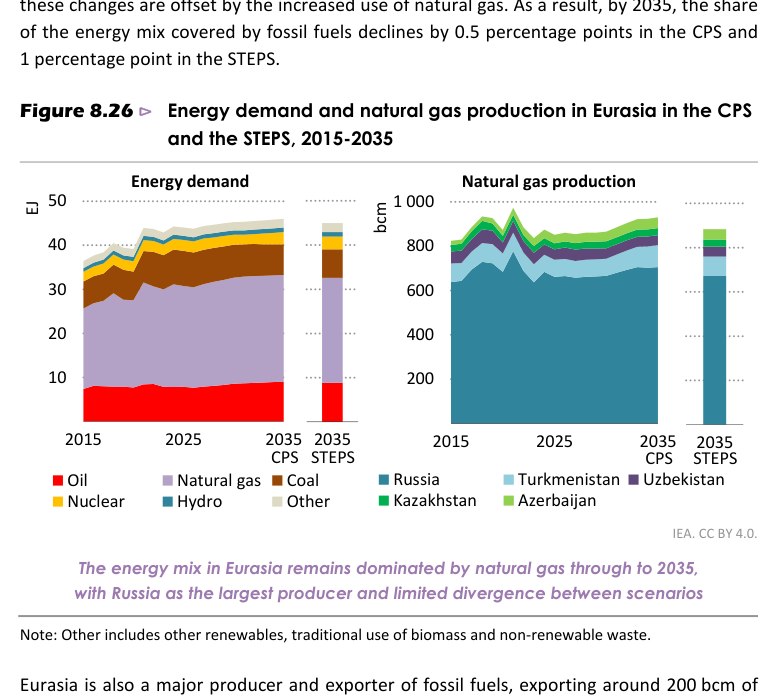 these changes are offset by the increased use of natural gas. As a result, by 2035, the share
of the energy mix covered by fossil fuels declines by 0.5 percentage points in the CPS and
1 percentage point in the STEPS.
Figure 8.26 ⊳ Energy demand and natural gas production in Eurasia in the CPS
and the STEPS, 2015-2035
Energy demand
EJ
50
40
30
20
10
2015
2025
2035
CPS
2035
STEPS
Oil
Natural gas
Coal
Nuclear
Hydro
Other
Natural gas production
bcm
1 000
800
600
400
200
2015
2025
2035
CPS
2035
STEPS
Russia
Turkmenistan
Uzbekistan
Kazakhstan
Azerbaijan
IEA. CC BY 4.0.
The energy mix in Eurasia remains dominated by natural gas through to 2035,
with Russia as the largest producer and limited divergence between scenarios
Note: Other includes other renewables, traditional use of biomass and non-renewable waste.
Eurasia is also a major producer and exporter of fossil fuels, exporting around 200 bcm of